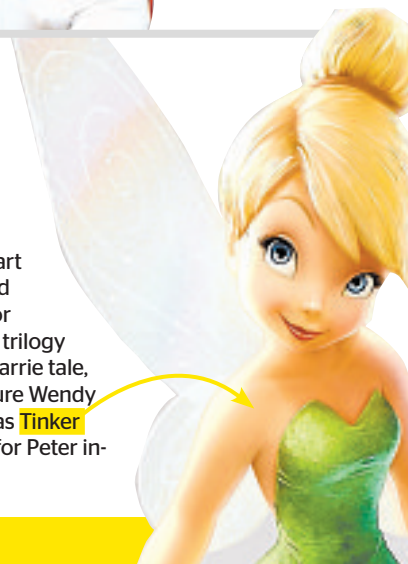 art
d
or
trilogy
arrie tale,
ure Wendy
as Tinker
for Peter in-